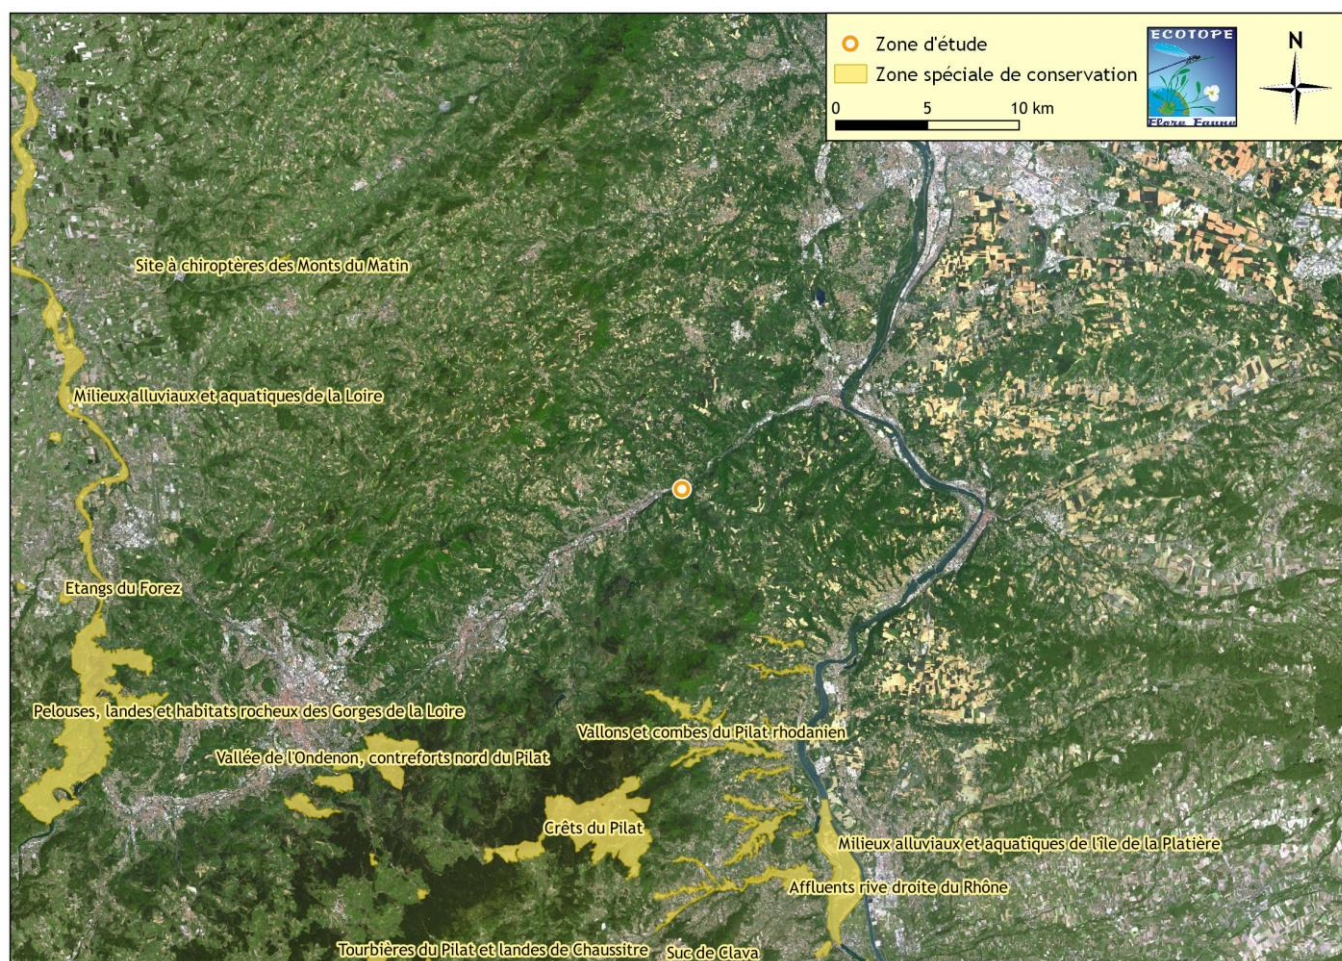 ECOTOPE
Flore Faune
N
Zone d'étude
Zone spéciale de conservation
0 5 10 km
Site à chiroptères des Monts du Matin
Milieux alluviaux et aquatiques de la Loire
Etangs du Forez
Pelouses, landes et habitats rocheux des Gorges de la Loire
Vallons et combes du Pilat rhodanien
Vallée de l'Ondenon, contreforts nord du Pilat
Crêts du Pilat
Milieux alluviaux et aquatiques de l'île de la Platière
Affluents rive droite du Rhône
Tourbières du Pilat et landes de Chaussitre
Suc de Clava